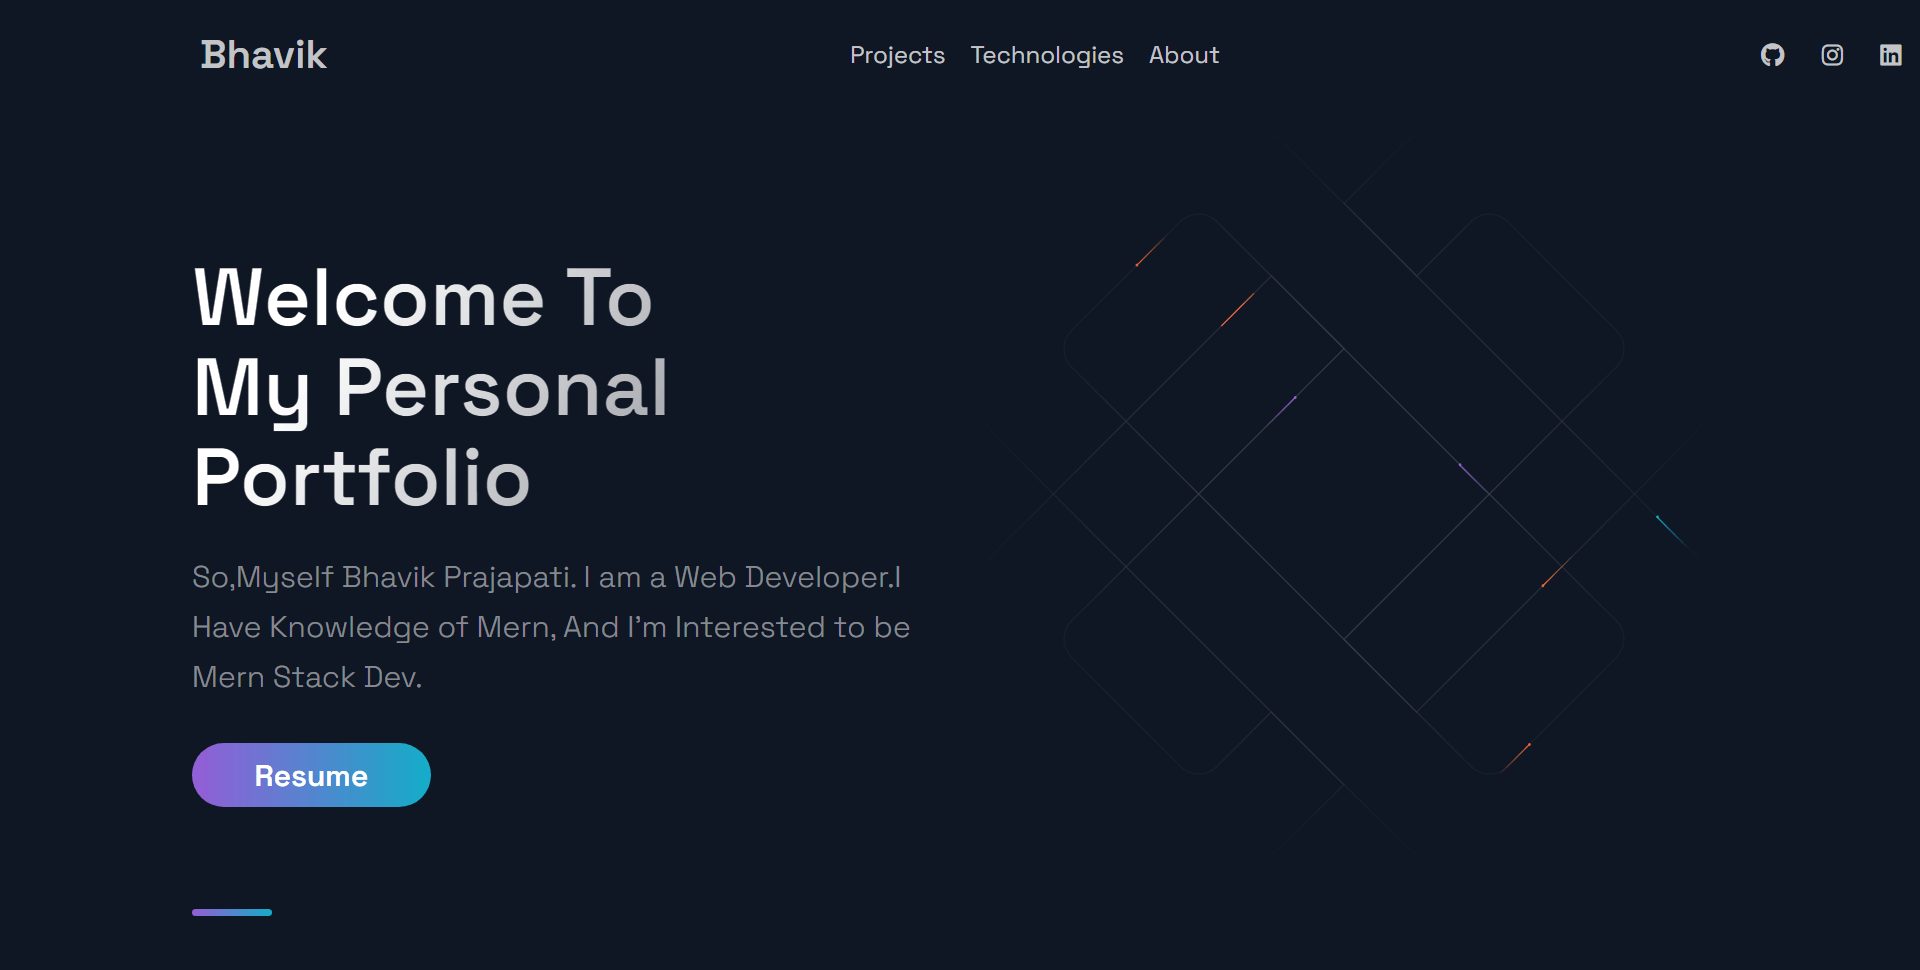 Bhavik
Projects Technologies About
Welcome To
My Personal
Portfolio
So,Myself Bhavik Prajapati. I am a Web Developer.I
Have Knowledge of Mern, And I'm Interested to be
Mern Stack Dev.
Resume